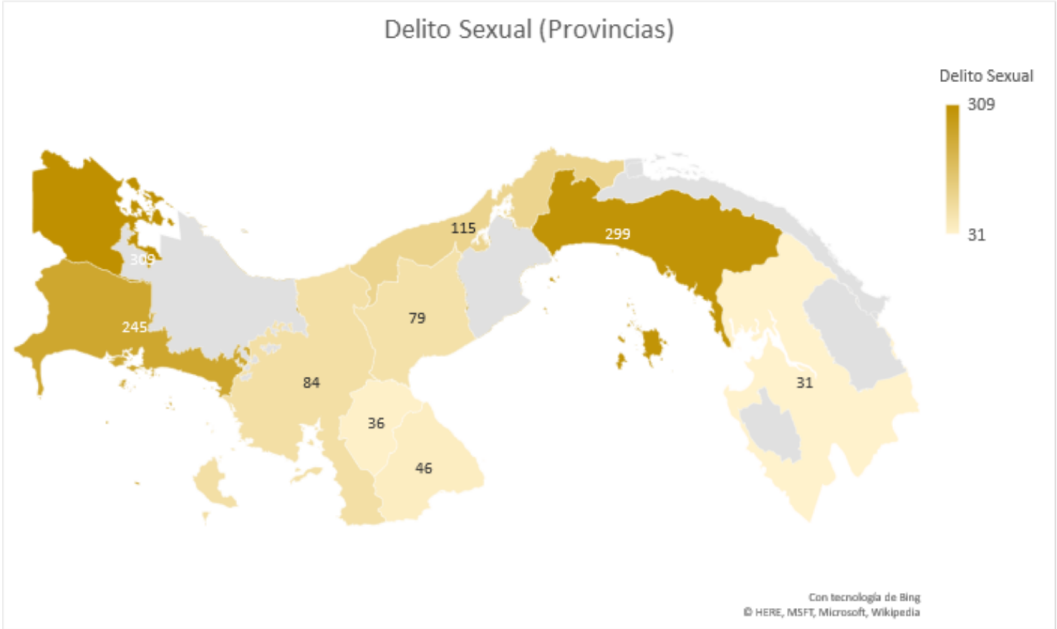 Delito Sexual (Provincias)
Delito Sexual
309
31
115
299
309
245
79
84
31
36
46
Con tecnología de Bing
© HERE, MSFT, Microsoft, Wikipedia